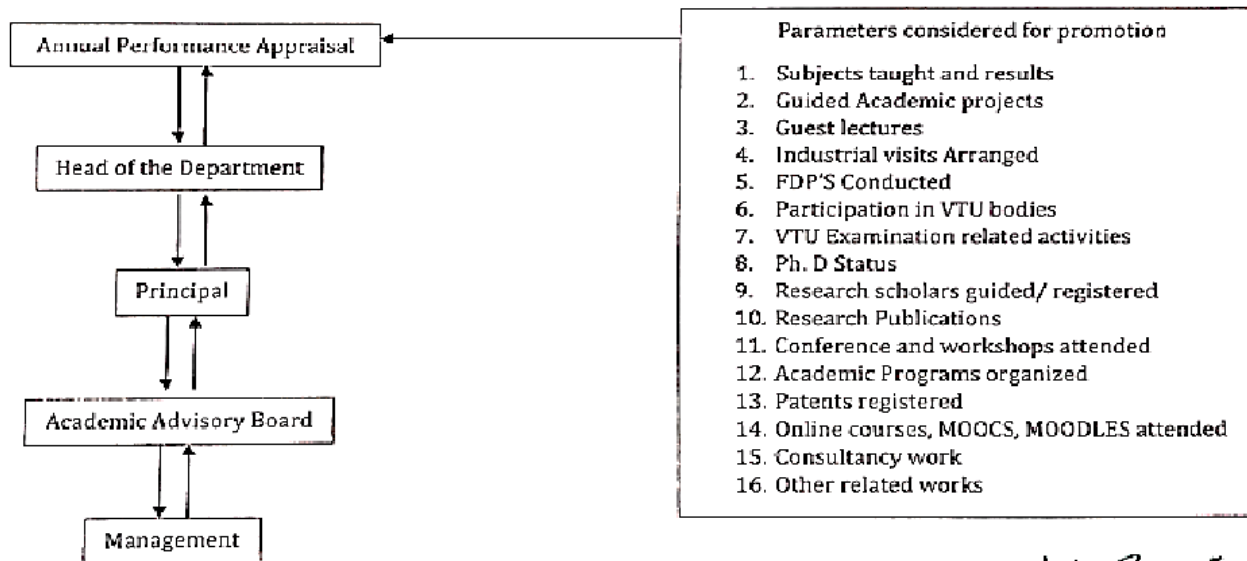 Annual Performance Appraisal
Head of the Department
Principal
Academic Advisory Board
Management
Parameters considered for promotion
1. Subjects taught and results
2. Guided Academic projects
3. Guest lectures
4. Industrial visits Arranged
5. FDP'S Conducted
6. Participation in VTU bodies
7. VTU Examination related activities
8. Ph. D Status
9. Research scholars guided/ registered
10. Research Publications
11. Conference and workshops attended
12. Academic Programs organized
13. Patents registered
14. Online courses, MOOCS, MOODLES attended
15. Consultancy work
16. Other related works